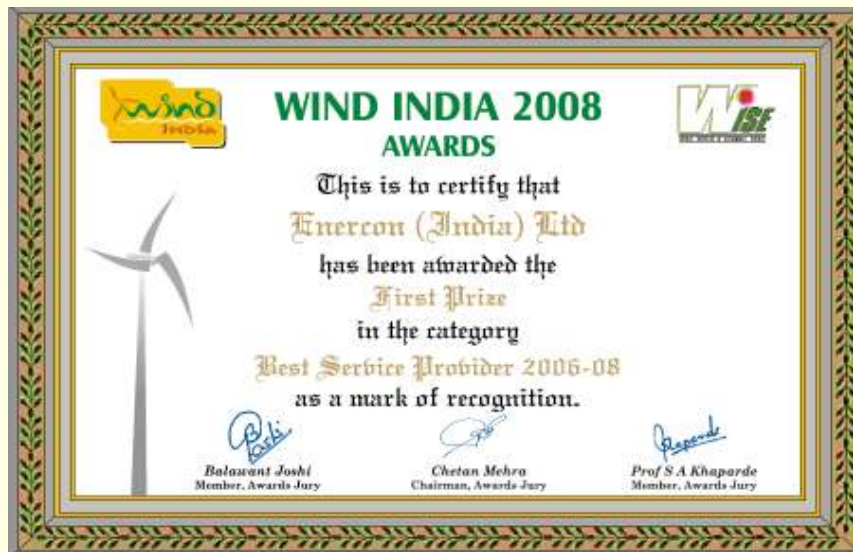 wind
India
WIND INDIA 2008
AWARDS
WISE
This is to certify that
Enercon (India) Ltd
has been awarded the
First Prize
in the category
Best Service Provider 2006-08
as a mark of recognition.
Balawant Joshi
Member, Awards Jury
Chetan Mehra
Chairman, Awards Jury
Prof S A Khaparde
Member, Awards Jury